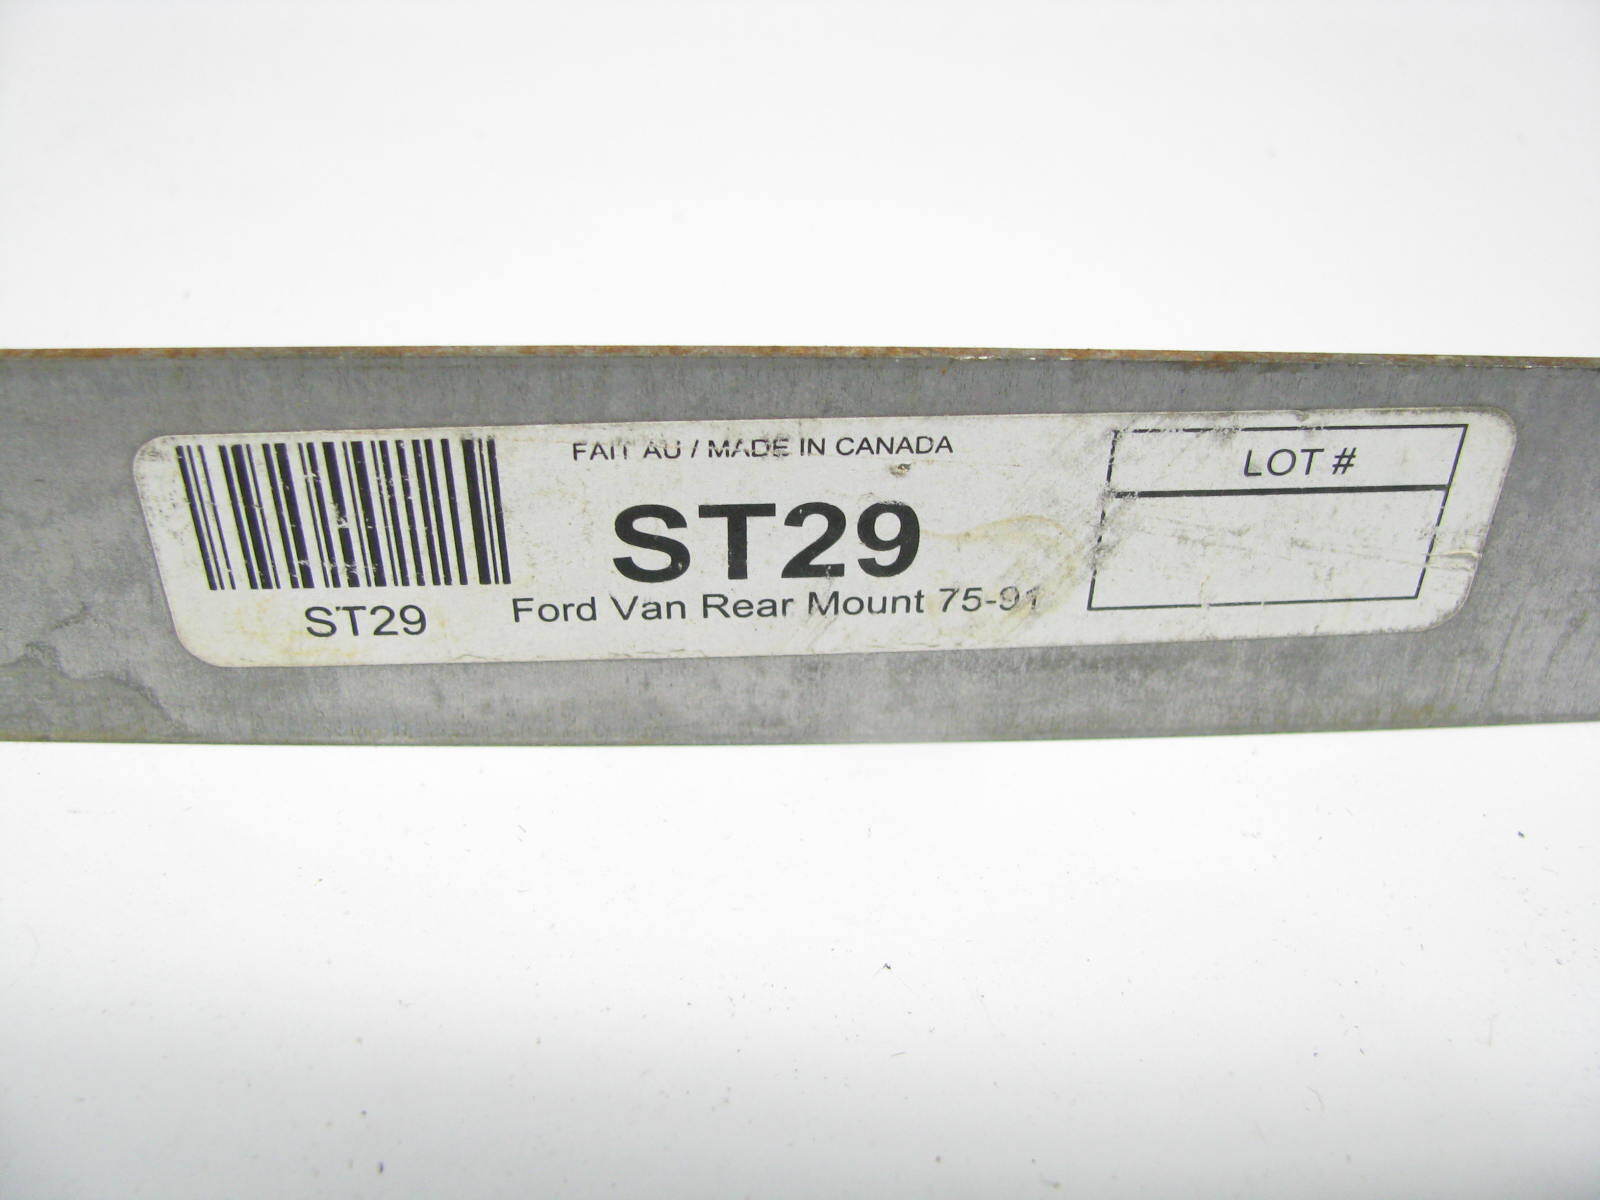 FAIT AU / MADE IN CANADA
LOT #
ST29
Ford Van Rear Mount 75-91
ST29